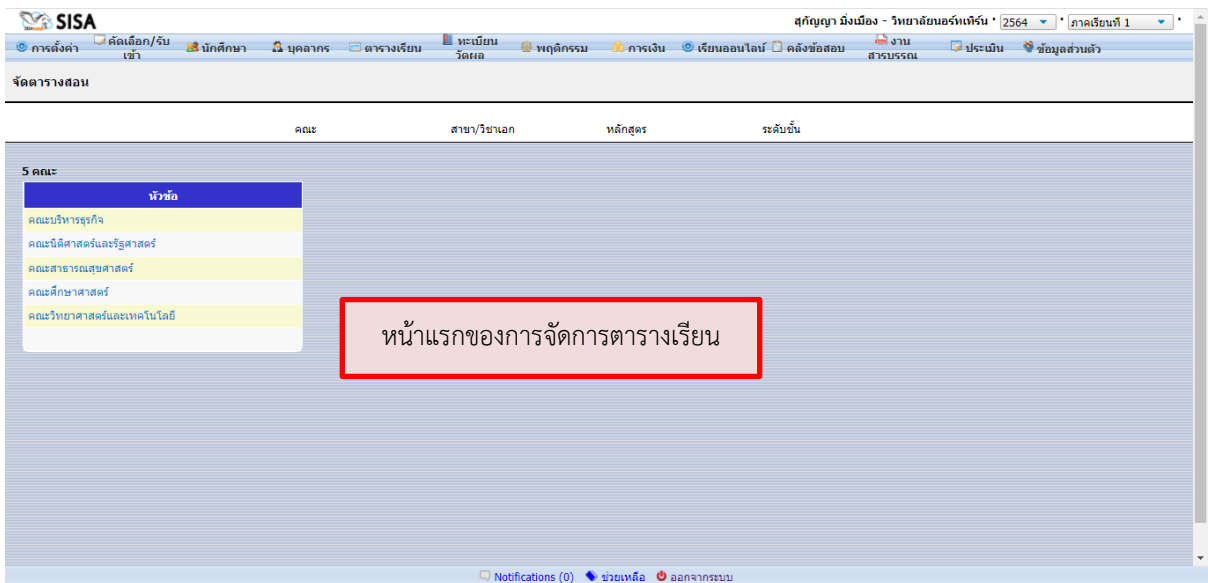 SISA
สุกัญญา มิ่งเมือง - วิทยาลัยนอร์ทเทิร์น ' 2564 ' ภาคเรียนที่ 1 '
การตั้งค่า คัดเลือก/รับเข้า นักศึกษา บุคลากร ตารางเรียน ทะเบียนวัดผล พฤติกรรม การเงิน เรียนออนไลน์ คลังข้อสอบ งานสารบรรณ ประเมิน ข้อมูลส่วนตัว
จัดตารางสอน
คณะ สาขา/วิชาเอก หลักสูตร ระดับชั้น
5 คณะ
หัวข้อ
คณะบริหารธุรกิจ
คณะนิติศาสตร์และรัฐศาสตร์
คณะสาธารณสุขศาสตร์
คณะศึกษาศาสตร์
คณะวิทยาศาสตร์และเทคโนโลยี
หน้าแรกของการจัดการตารางเรียน
Notifications (0) ช่วยเหลือ ออกจากระบบ